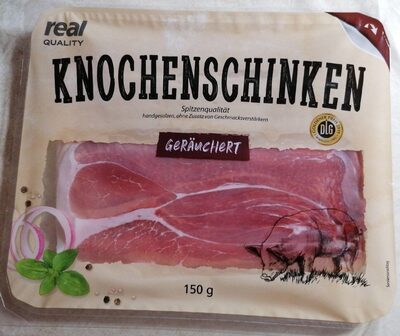 real
QUALITY
KNOCHENSCHINKEN
Spitzenqualität
handgesalzen, ohne Zusatz von Geschmacksverstärkern
DLG
GERÄUCHERT
150 g